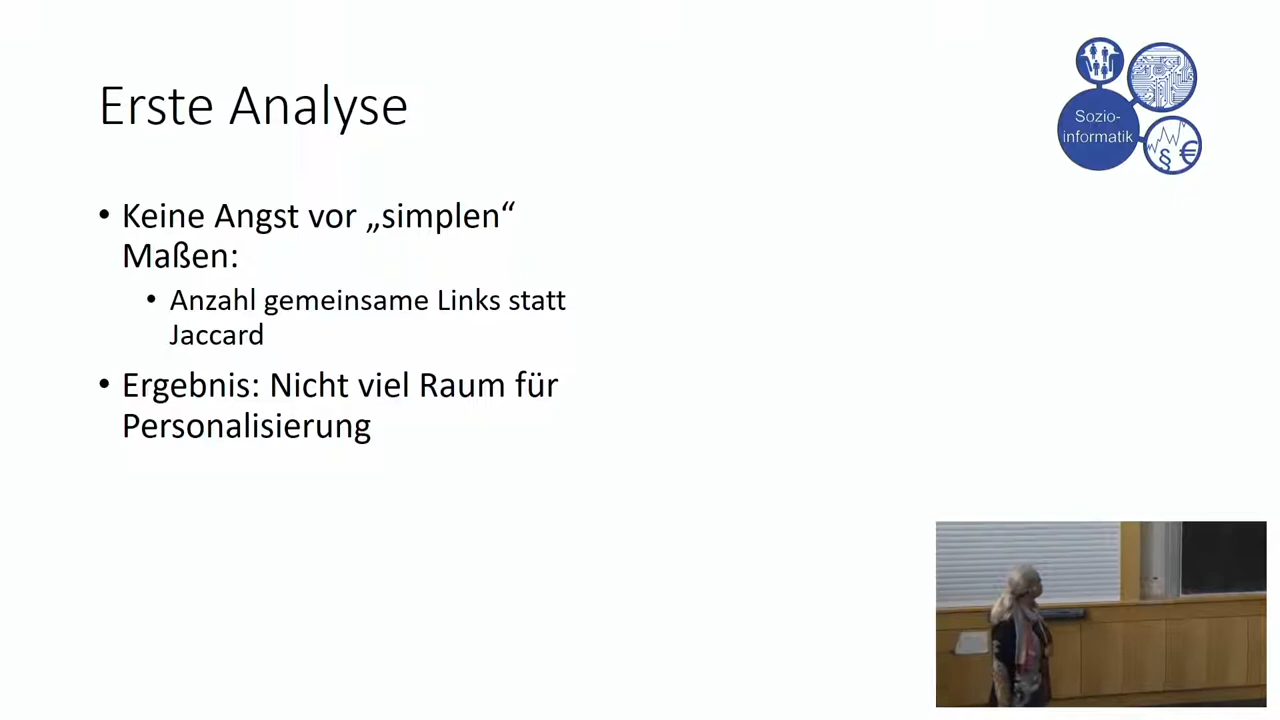 Erste Analyse
Sozio-
informatik
§ €
• Keine Angst vor „simplen“
Maßen:
• Anzahl gemeinsame Links statt
Jaccard
• Ergebnis: Nicht viel Raum für
Personalisierung